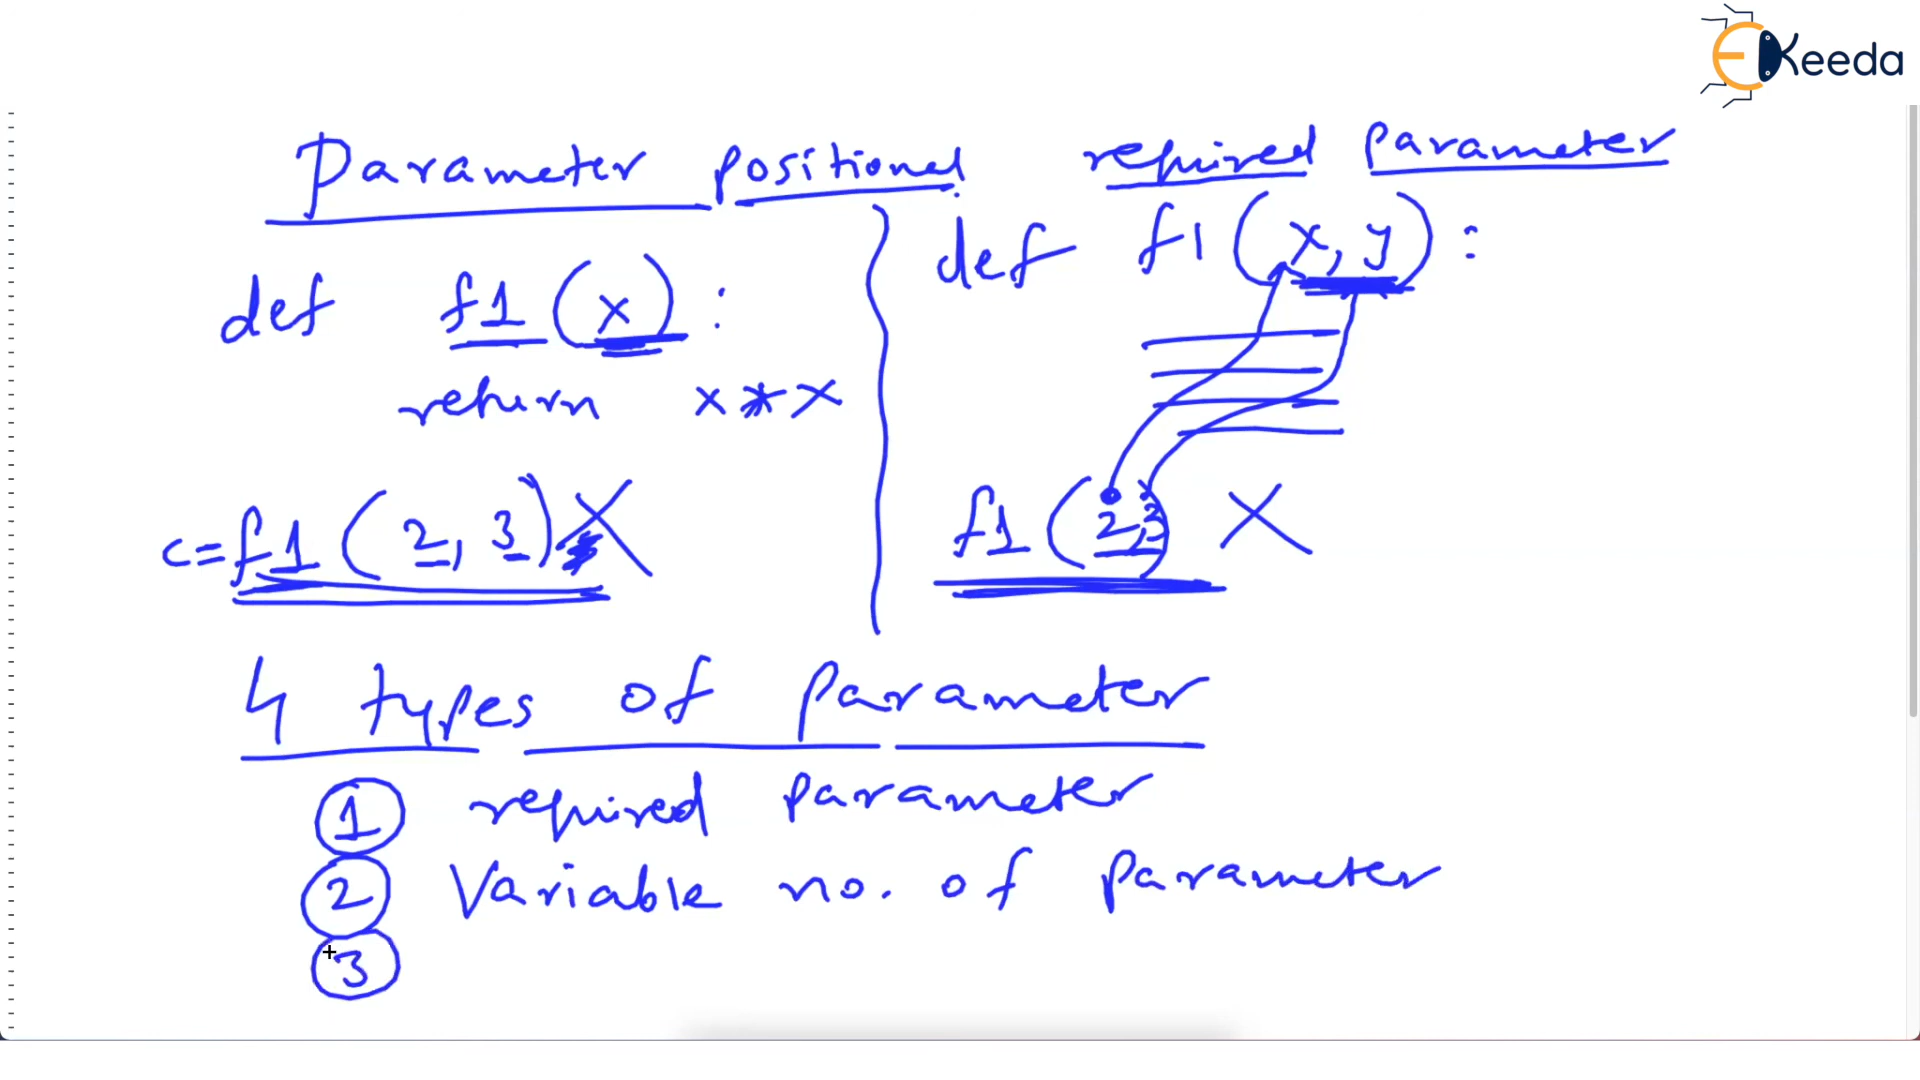 EKeeda
Parameter positional required parameter
def f1 (x) :
return x * x
c = f1 (2, 3) X
def f1 (x, y) :
f1 (2, 3) X
4 types of parameter
1 required parameter
2 Variable no. of parameter
3